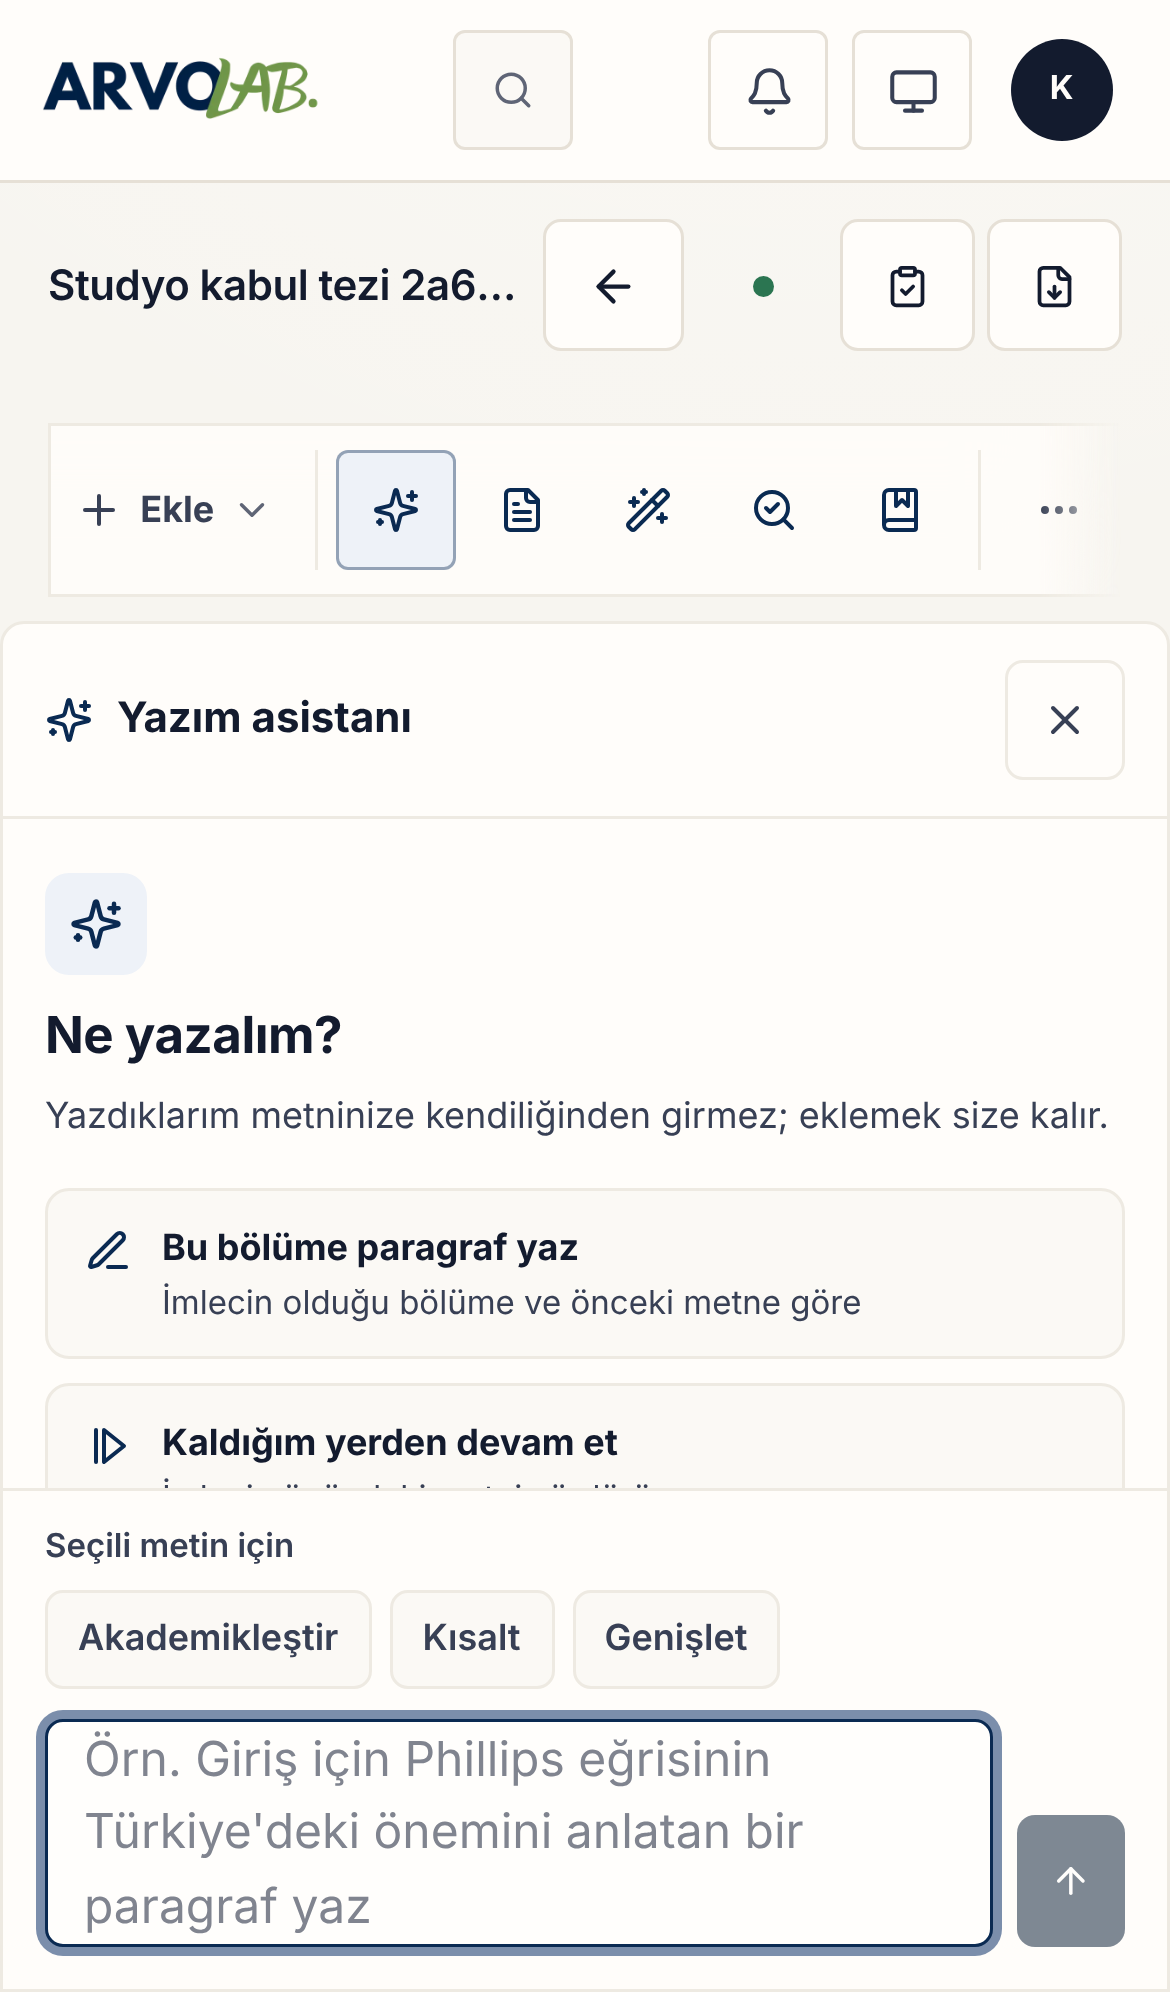 ARVOLAB.
K
Studyo kabul tezi 2a6...
Ekle
Yazım asistanı
Ne yazalım?
Yazdıklarım metninize kendiliğinden girmez; eklemek size kalır.
Bu bölüme paragraf yaz
İmlecin olduğu bölüme ve önceki metne göre
Kaldığım yerden devam et
Seçili metin için
Akademikleştir Kısalt Genişlet
Örn. Giriş için Phillips eğrisinin
Türkiye'deki önemini anlatan bir
paragraf yaz